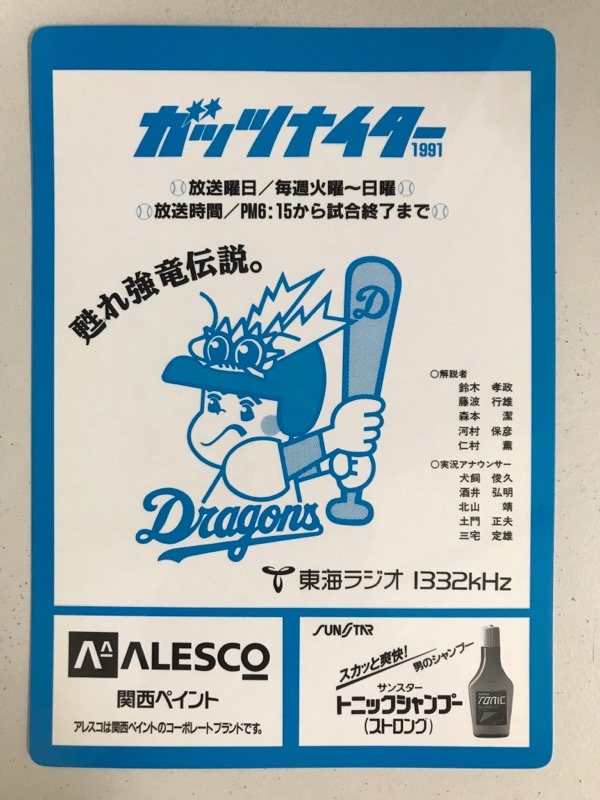 ガッツナイター
1991
放送曜日／毎週火曜～日曜
放送時間／PM6:15から試合終了まで
甦れ強竜伝説。
D
Dragons
○解説者
鈴木 孝政
藤波 行雄
森本 潔
河村 保彦
仁村 薫
○実況アナウンサー
犬飼 俊久
酒井 弘明
北山 靖
土門 正夫
三宅 定雄
東海ラジオ 1332kHz
ALESCO
関西ペイント
アレスコは関西ペイントのコーポレートブランドです。
SUNSTAR
スカッと爽快!
男のシャンプー
サンスター
トニックシャンプー
(ストロング)
TONIC